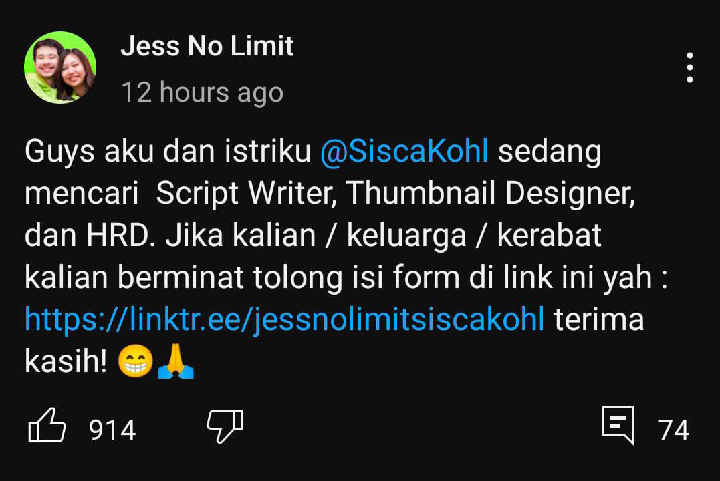 Jess No Limit
12 hours ago
Guys aku dan istriku @SiscaKohl sedang
mencari  Script Writer, Thumbnail Designer,
dan HRD. Jika kalian / keluarga / kerabat
kalian berminat tolong isi form di link ini yah :
https://linktr.ee/jessnolimitsiscakohl terima
kasih! 😁🙏
914
74